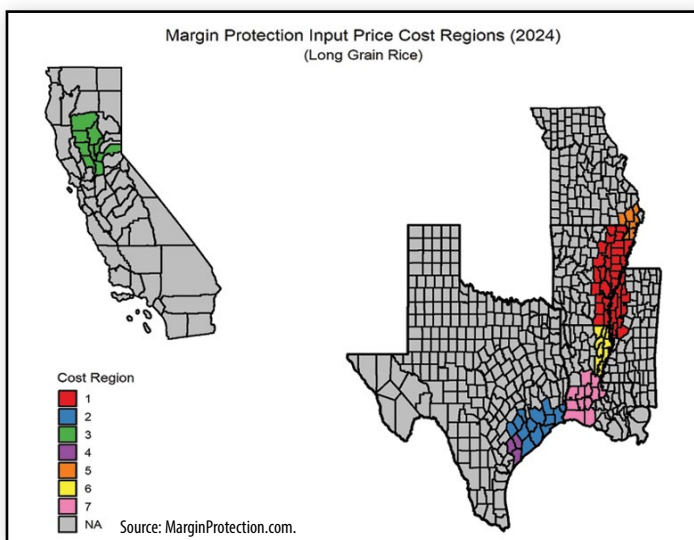 Margin Protection Input Price Cost Regions (2024)
(Long Grain Rice)
Cost Region
1
2
3
4
5
6
7
NA
Source: MarginProtection.com.